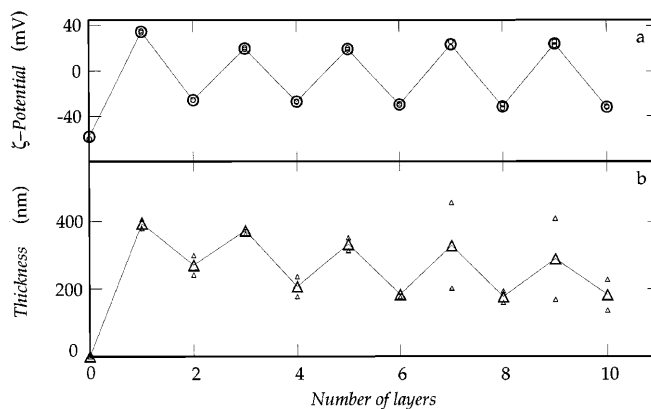 40
0
-40
ζ–Potential (mV)
a
400
200
0
Thickness (nm)
b
0 2 4 6 8 10
Number of layers